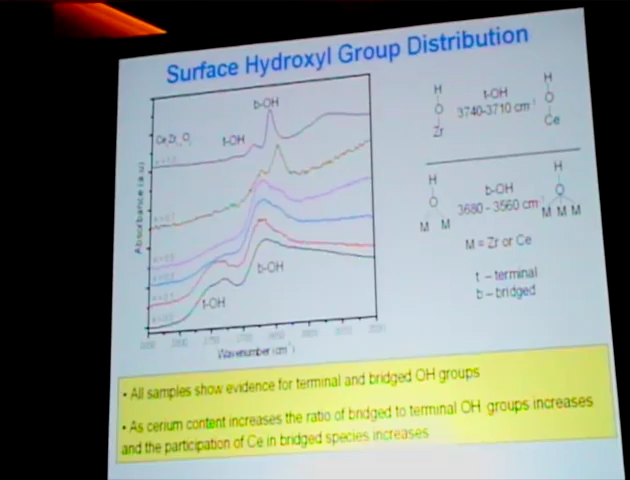 Surface Hydroxyl Group Distribution
b-OH
t-OH
b-OH
t-OH
Absorbance (a.u)
Wavenumber (cm⁻¹)
H
O
Zr
t-OH
3740-3710 cm⁻¹
H
O
Ce
H
O
M M
b-OH
3680 - 3560 cm⁻¹
H
O
M M M
M = Zr or Ce
t – terminal
b – bridged
• All samples show evidence for terminal and bridged OH groups
• As cerium content increases the ratio of bridged to terminal OH groups increases
and the participation of Ce in bridged species increases